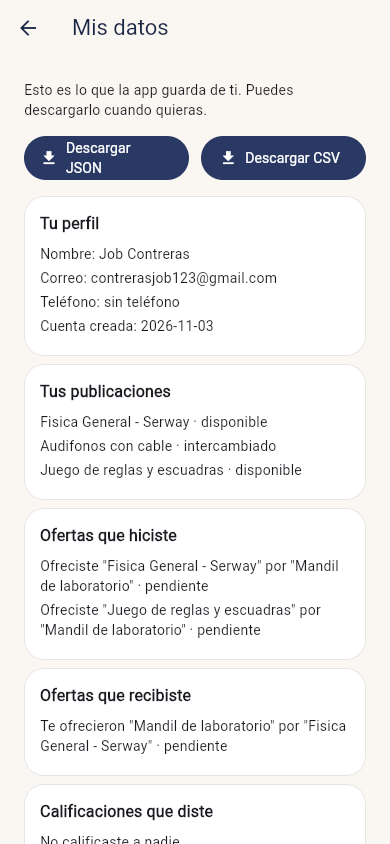 Mis datos
Esto es lo que la app guarda de ti. Puedes
descargarlo cuando quieras.
Descargar
JSON
Descargar CSV
Tu perfil
Nombre: Job Contreras
Correo: contrerasjob123@gmail.com
Teléfono: sin teléfono
Cuenta creada: 2026-11-03
Tus publicaciones
Fisica General - Serway · disponible
Audifonos con cable · intercambiado
Juego de reglas y escuadras · disponible
Ofertas que hiciste
Ofreciste "Fisica General - Serway" por "Mandil
de laboratorio" · pendiente
Ofreciste "Juego de reglas y escuadras" por
"Mandil de laboratorio" · pendiente
Ofertas que recibiste
Te ofrecieron "Mandil de laboratorio" por "Fisica
General - Serway" · pendiente
Calificaciones que diste
No calificaste a nadie